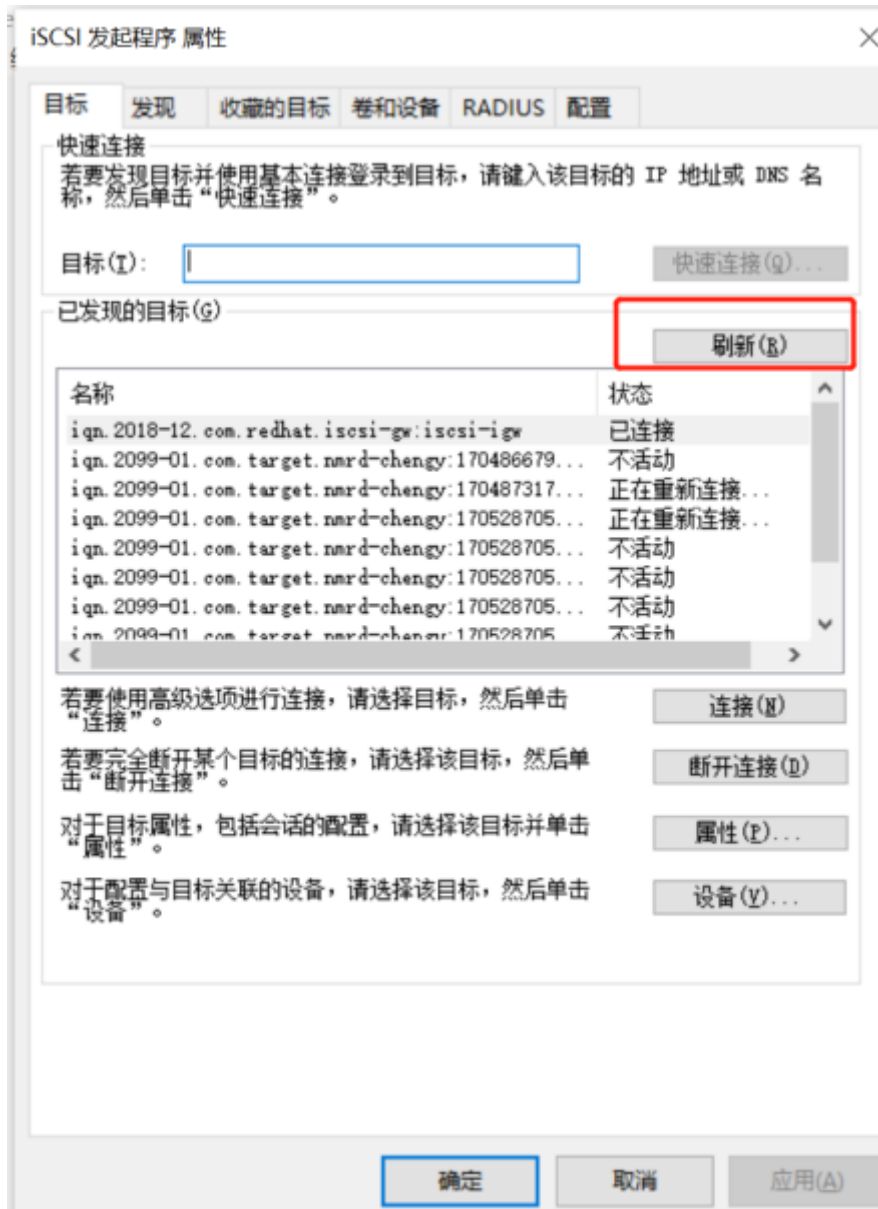 iSCSI 发起程序 属性
目标 发现 收藏的目标 卷和设备 RADIUS 配置
快速连接
若要发现目标并使用基本连接登录到目标，请键入该目标的 IP 地址或 DNS 名
称，然后单击“快速连接”。
目标(T): 快速连接(Q)...
已发现的目标(G)
刷新(R)
名称 状态
iqn.2018-12.com.redhat.iscsi-gw:iscsi-igw 已连接
iqn.2099-01.com.target.nmrd-chengy:170486679... 不活动
iqn.2099-01.com.target.nmrd-chengy:170487317... 正在重新连接...
iqn.2099-01.com.target.nmrd-chengy:170528705... 正在重新连接...
iqn.2099-01.com.target.nmrd-chengy:170528705... 不活动
iqn.2099-01.com.target.nmrd-chengy:170528705... 不活动
iqn.2099-01.com.target.nmrd-chengy:170528705... 不活动
iqn.2099-01.com.target.nmrd-chengy:170528705 不活动
若要使用高级选项进行连接，请选择目标，然后单击 连接(N)
“连接”。
若要完全断开某个目标的连接，请选择该目标，然后单 断开连接(D)
击“断开连接”。
对于目标属性，包括会话的配置，请选择该目标并单击 属性(P)...
“属性”。
对于配置与目标关联的设备，请选择该目标，然后单击 设备(V)...
“设备”。
确定 取消 应用(A)